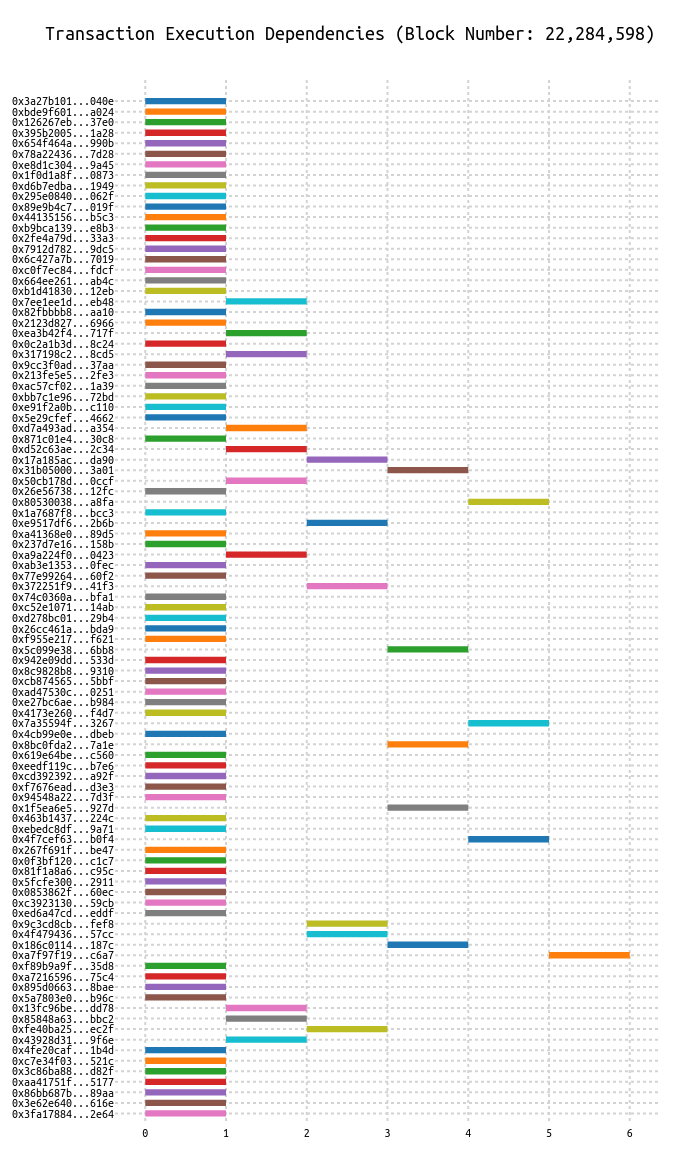 Transaction Execution Dependencies (Block Number: 22,284,598)
0x3a27b101...040e
0xbde9f601...a024
0x126267eb...37e0
0x395b2005...1a28
0x654f464a...990b
0x78a22436...7d28
0xe8d1c304...9a45
0x1f0d1a8f...0873
0xd6b7edba...1949
0x295e0840...062f
0x89e9b4c7...019f
0x44135156...b5c3
0xb9bca139...e8b3
0x2fe4a79d...33a3
0x7912d782...9dc5
0x6c427a7b...7019
0xc0f7ec84...fdcf
0x664ee261...ab4c
0xb1d41830...12eb
0x7ee1ee1d...eb48
0x82fbbbb8...aa10
0x2123d827...6966
0xea3b42f4...717f
0x0c2a1b3d...8c24
0x317198c2...8cd5
0x9cc3f0ad...37aa
0x213fe5e5...2fe3
0xac57cf02...1a39
0xbb7c1e96...72bd
0xe91f2a0b...c110
0x5e29cfef...4662
0xd7a493ad...a354
0x871c01e4...30c8
0xd52c63ae...2c34
0x17a185ac...da90
0x31b05000...3a01
0x50cb178d...0ccf
0x26e56738...12fc
0x80530038...a8fa
0x1a7687f8...bcc3
0xe9517df6...2b6b
0xa41368e0...89d5
0x237d7e16...158b
0xa9a224f0...0423
0xab3e1353...0fec
0x77e99264...60f2
0x372251f9...41f3
0x74c0360a...bfa1
0xc52e1071...14ab
0xd278bc01...29b4
0x26cc461a...bda9
0xf955e217...f621
0x5c099e38...6bb8
0x942e09dd...533d
0x8c9828b8...9310
0xcb874565...5bbf
0xad47530c...0251
0xe27bc6ae...b984
0x4173e260...f4d7
0x7a35594f...3267
0x4cb99e0e...dbeb
0x8bc0fda2...7a1e
0x619e64be...c560
0xeedf119c...b7e6
0xcd392392...a92f
0xf7676ead...d3e3
0x94548a22...7d3f
0x1f5ea6e5...927d
0x463b1437...224c
0xebedc8df...9a71
0x4f7cef63...b0f4
0x267f691f...be47
0x0f3bf120...c1c7
0x81f1a8a6...c95c
0x5fcfe300...2911
0x0853862f...60ec
0xc3923130...59cb
0xed6a47cd...eddf
0x9c3cd8cb...fef8
0x4f479436...57cc
0x186c0114...187c
0xa7f97f19...c6a7
0xf89b9a9f...35d8
0xa7216596...75c4
0x895d0663...8bae
0x5a7803e0...b96c
0x13fc96be...dd78
0x85848a63...bbc2
0xfe40ba25...ec2f
0x43928d31...9f6e
0x4fe20caf...1b4d
0xc7e34f03...521c
0x3c86ba88...d82f
0xaa41751f...5177
0x86bb687b...89aa
0x3e62e640...616e
0x3fa17884...2e64
0 1 2 3 4 5 6